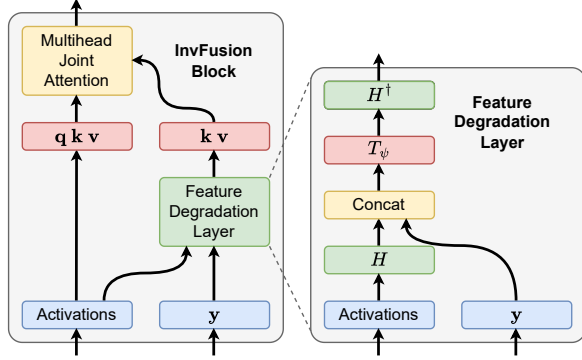 Multihead
Joint
Attention
InvFusion
Block
q k v
k v
Feature
Degradation
Layer
Activations
y
H†
Feature
Degradation
Layer
Tψ
Concat
H
Activations
y